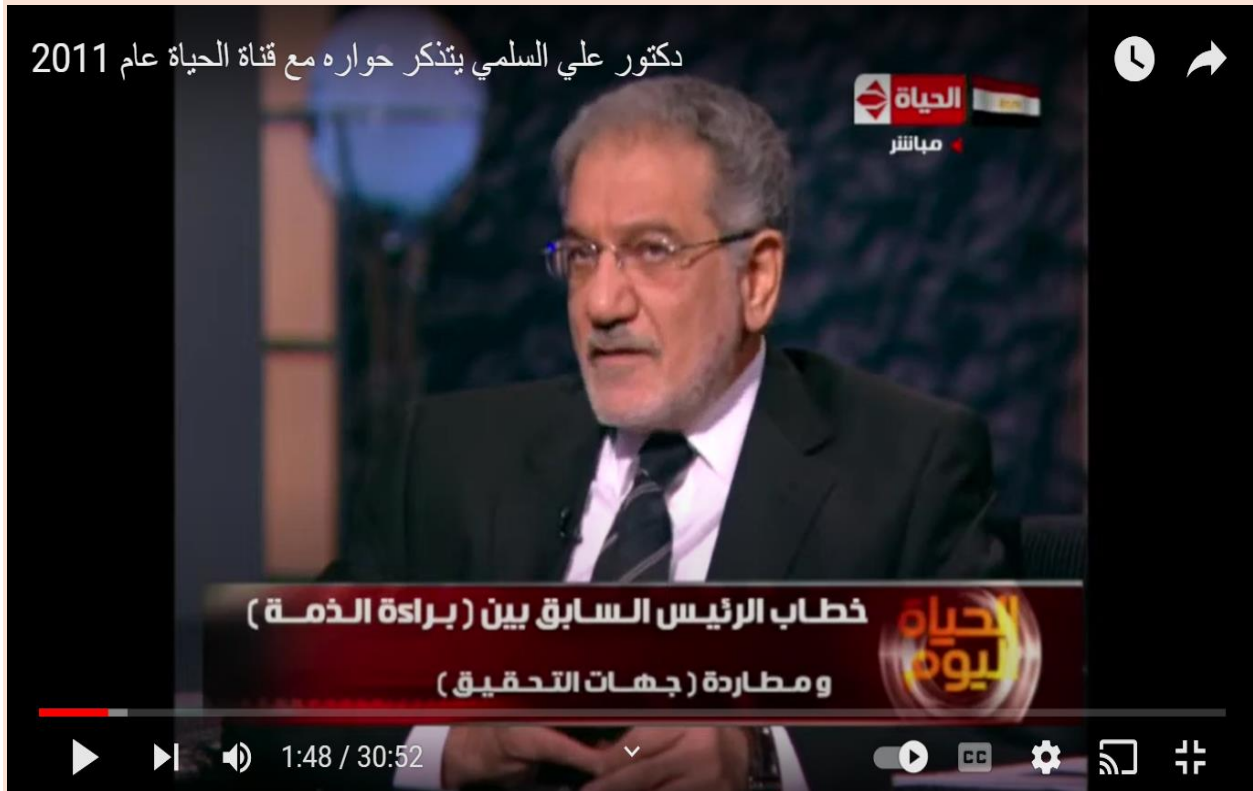 دكتور علي السلمي يتذكر حواره مع قناة الحياة عام 2011
الحياة
مباشر
خطاب الرئيس السابق بين (براءة الذمة)
ومطاردة (جهات التحقيق)
الحياة
اليوم
1:48 / 30:52
CC